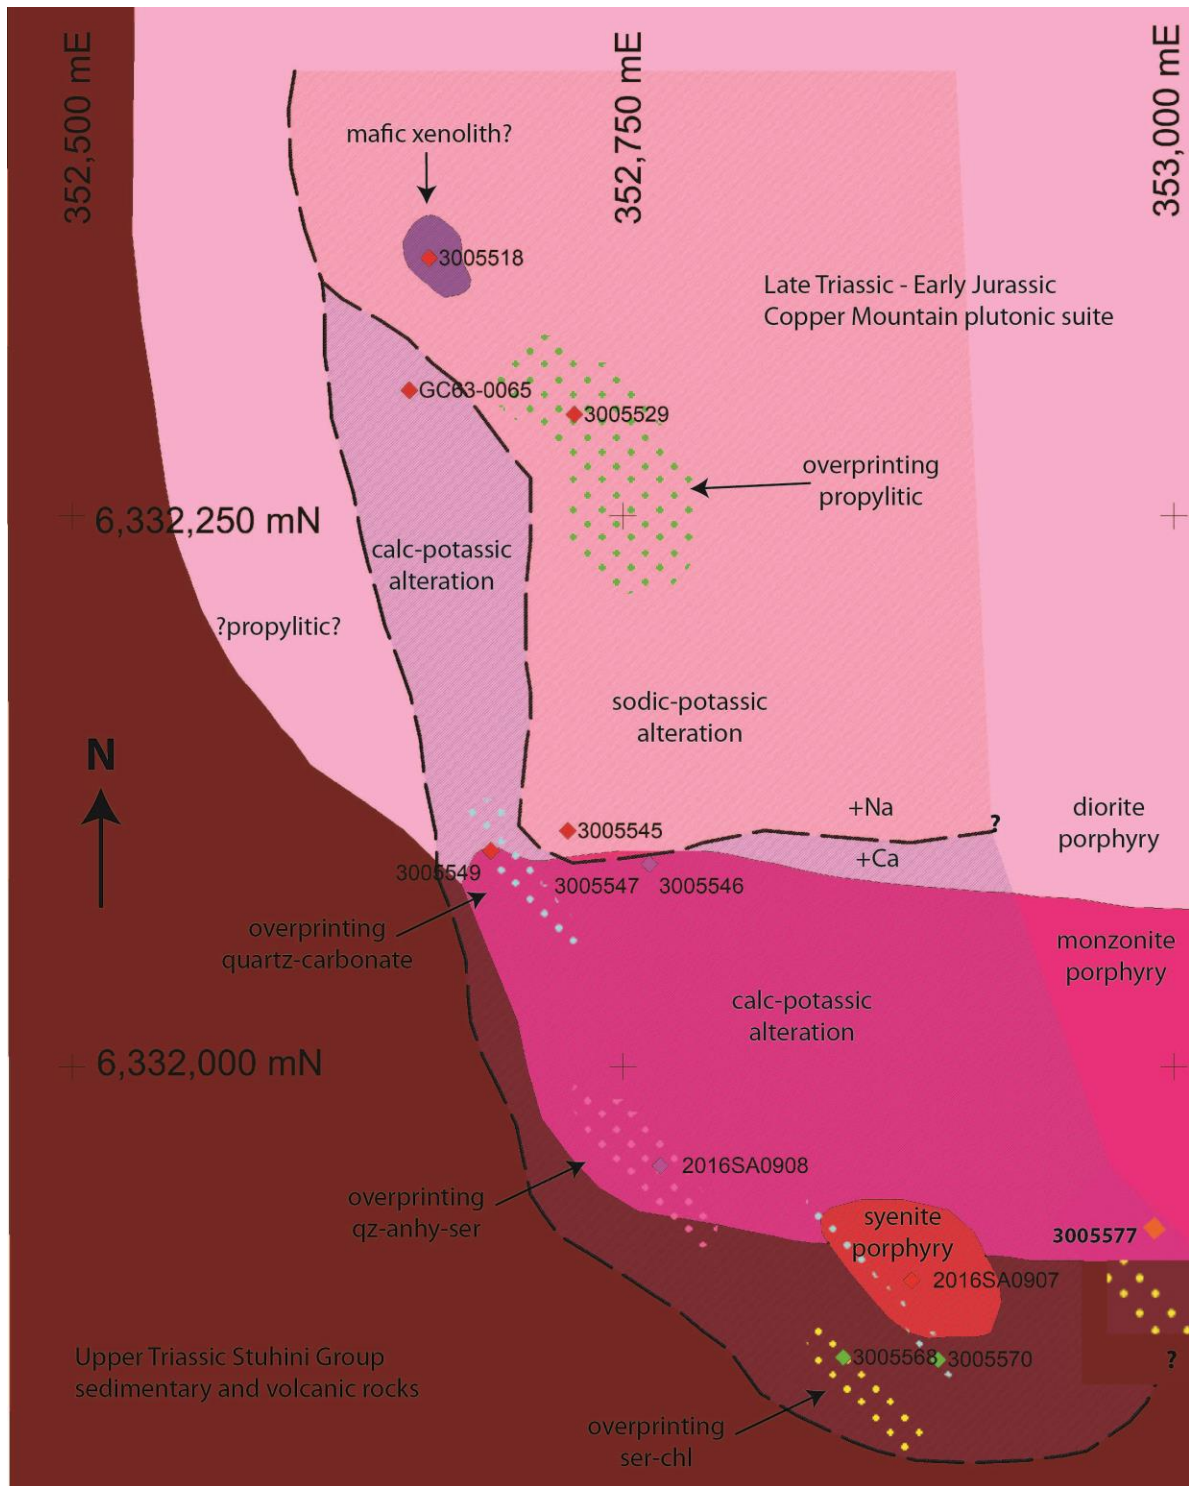 352,500 mE
352,750 mE
353,000 mE
mafic xenolith?
3005518
Late Triassic - Early Jurassic
Copper Mountain plutonic suite
GC63-0065
3005529
overprinting
propylitic
6,332,250 mN
calc-potassic
alteration
?propylitic?
sodic-potassic
alteration
N
+Na
?
diorite
porphyry
3005545
+Ca
3005549
3005547
3005546
overprinting
quartz-carbonate
monzonite
porphyry
calc-potassic
alteration
6,332,000 mN
2016SA0908
overprinting
qz-anhy-ser
syenite
porphyry
3005577
2016SA0907
Upper Triassic Stuhini Group
sedimentary and volcanic rocks
3005568
3005570
?
overprinting
ser-chl